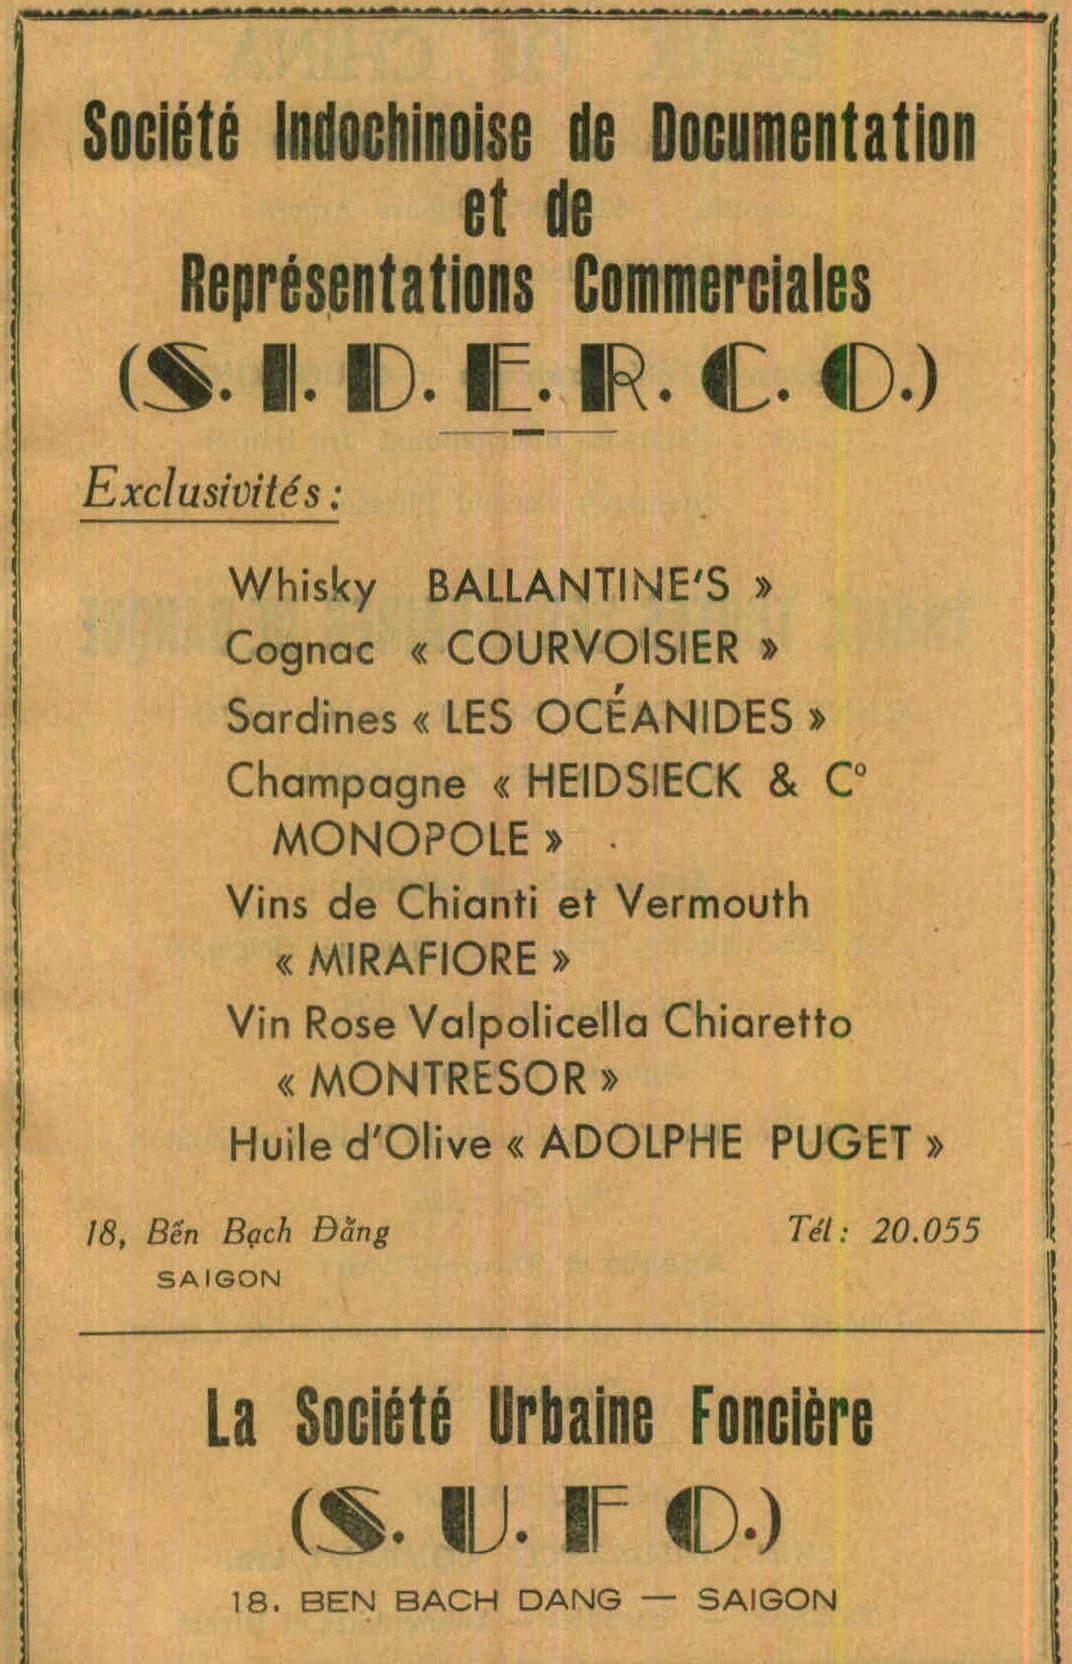 Société Indochinoise de Documentation
et de
Représentations Commerciales
(S. I. D. E. R. C. O.)
Exclusivités :
Whisky BALLANTINE'S »
Cognac « COURVOISIER »
Sardines « LES OCÉANIDES »
Champagne « HEIDSIECK & Cº
MONOPOLE »
Vins de Chianti et Vermouth
« MIRAFIORE »
Vin Rose Valpolicella Chiaretto
« MONTRESOR »
Huile d'Olive « ADOLPHE PUGET »
18, Bến Bạch Đằng Tél : 20.055
SAIGON
La Société Urbaine Foncière
(S. U. F O.)
18. BEN BACH DANG — SAIGON